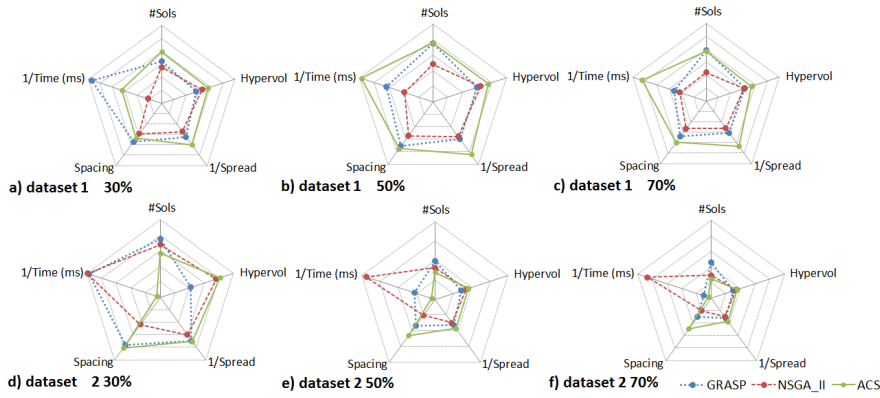 #Sols
#Sols
#Sols
1/Time (ms)
Hypervol
1/Time (ms)
Hypervol
1/Time (ms)
Hypervol
Spacing
1/Spread
Spacing
1/Spread
Spacing
1/Spread
a) dataset 1 30%
b) dataset 1 50%
c) dataset 1 70%
#Sols
#Sols
#Sols
1/Time (ms)
Hypervol
1/Time (ms)
Hypervol
1/Time (ms)
Hypervol
Spacing
1/Spread
Spacing
1/Spread
Spacing
1/Spread
d) dataset 2 30%
e) dataset 2 50%
f) dataset 2 70%
GRASP NSGA_II ACS